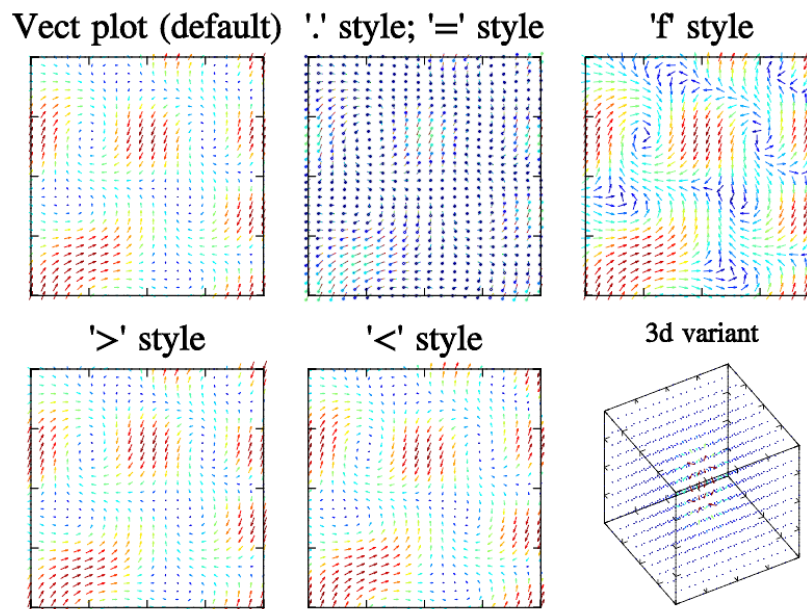 Vect plot (default)
'.' style; '=' style
'f' style
'>' style
'<' style
3d variant